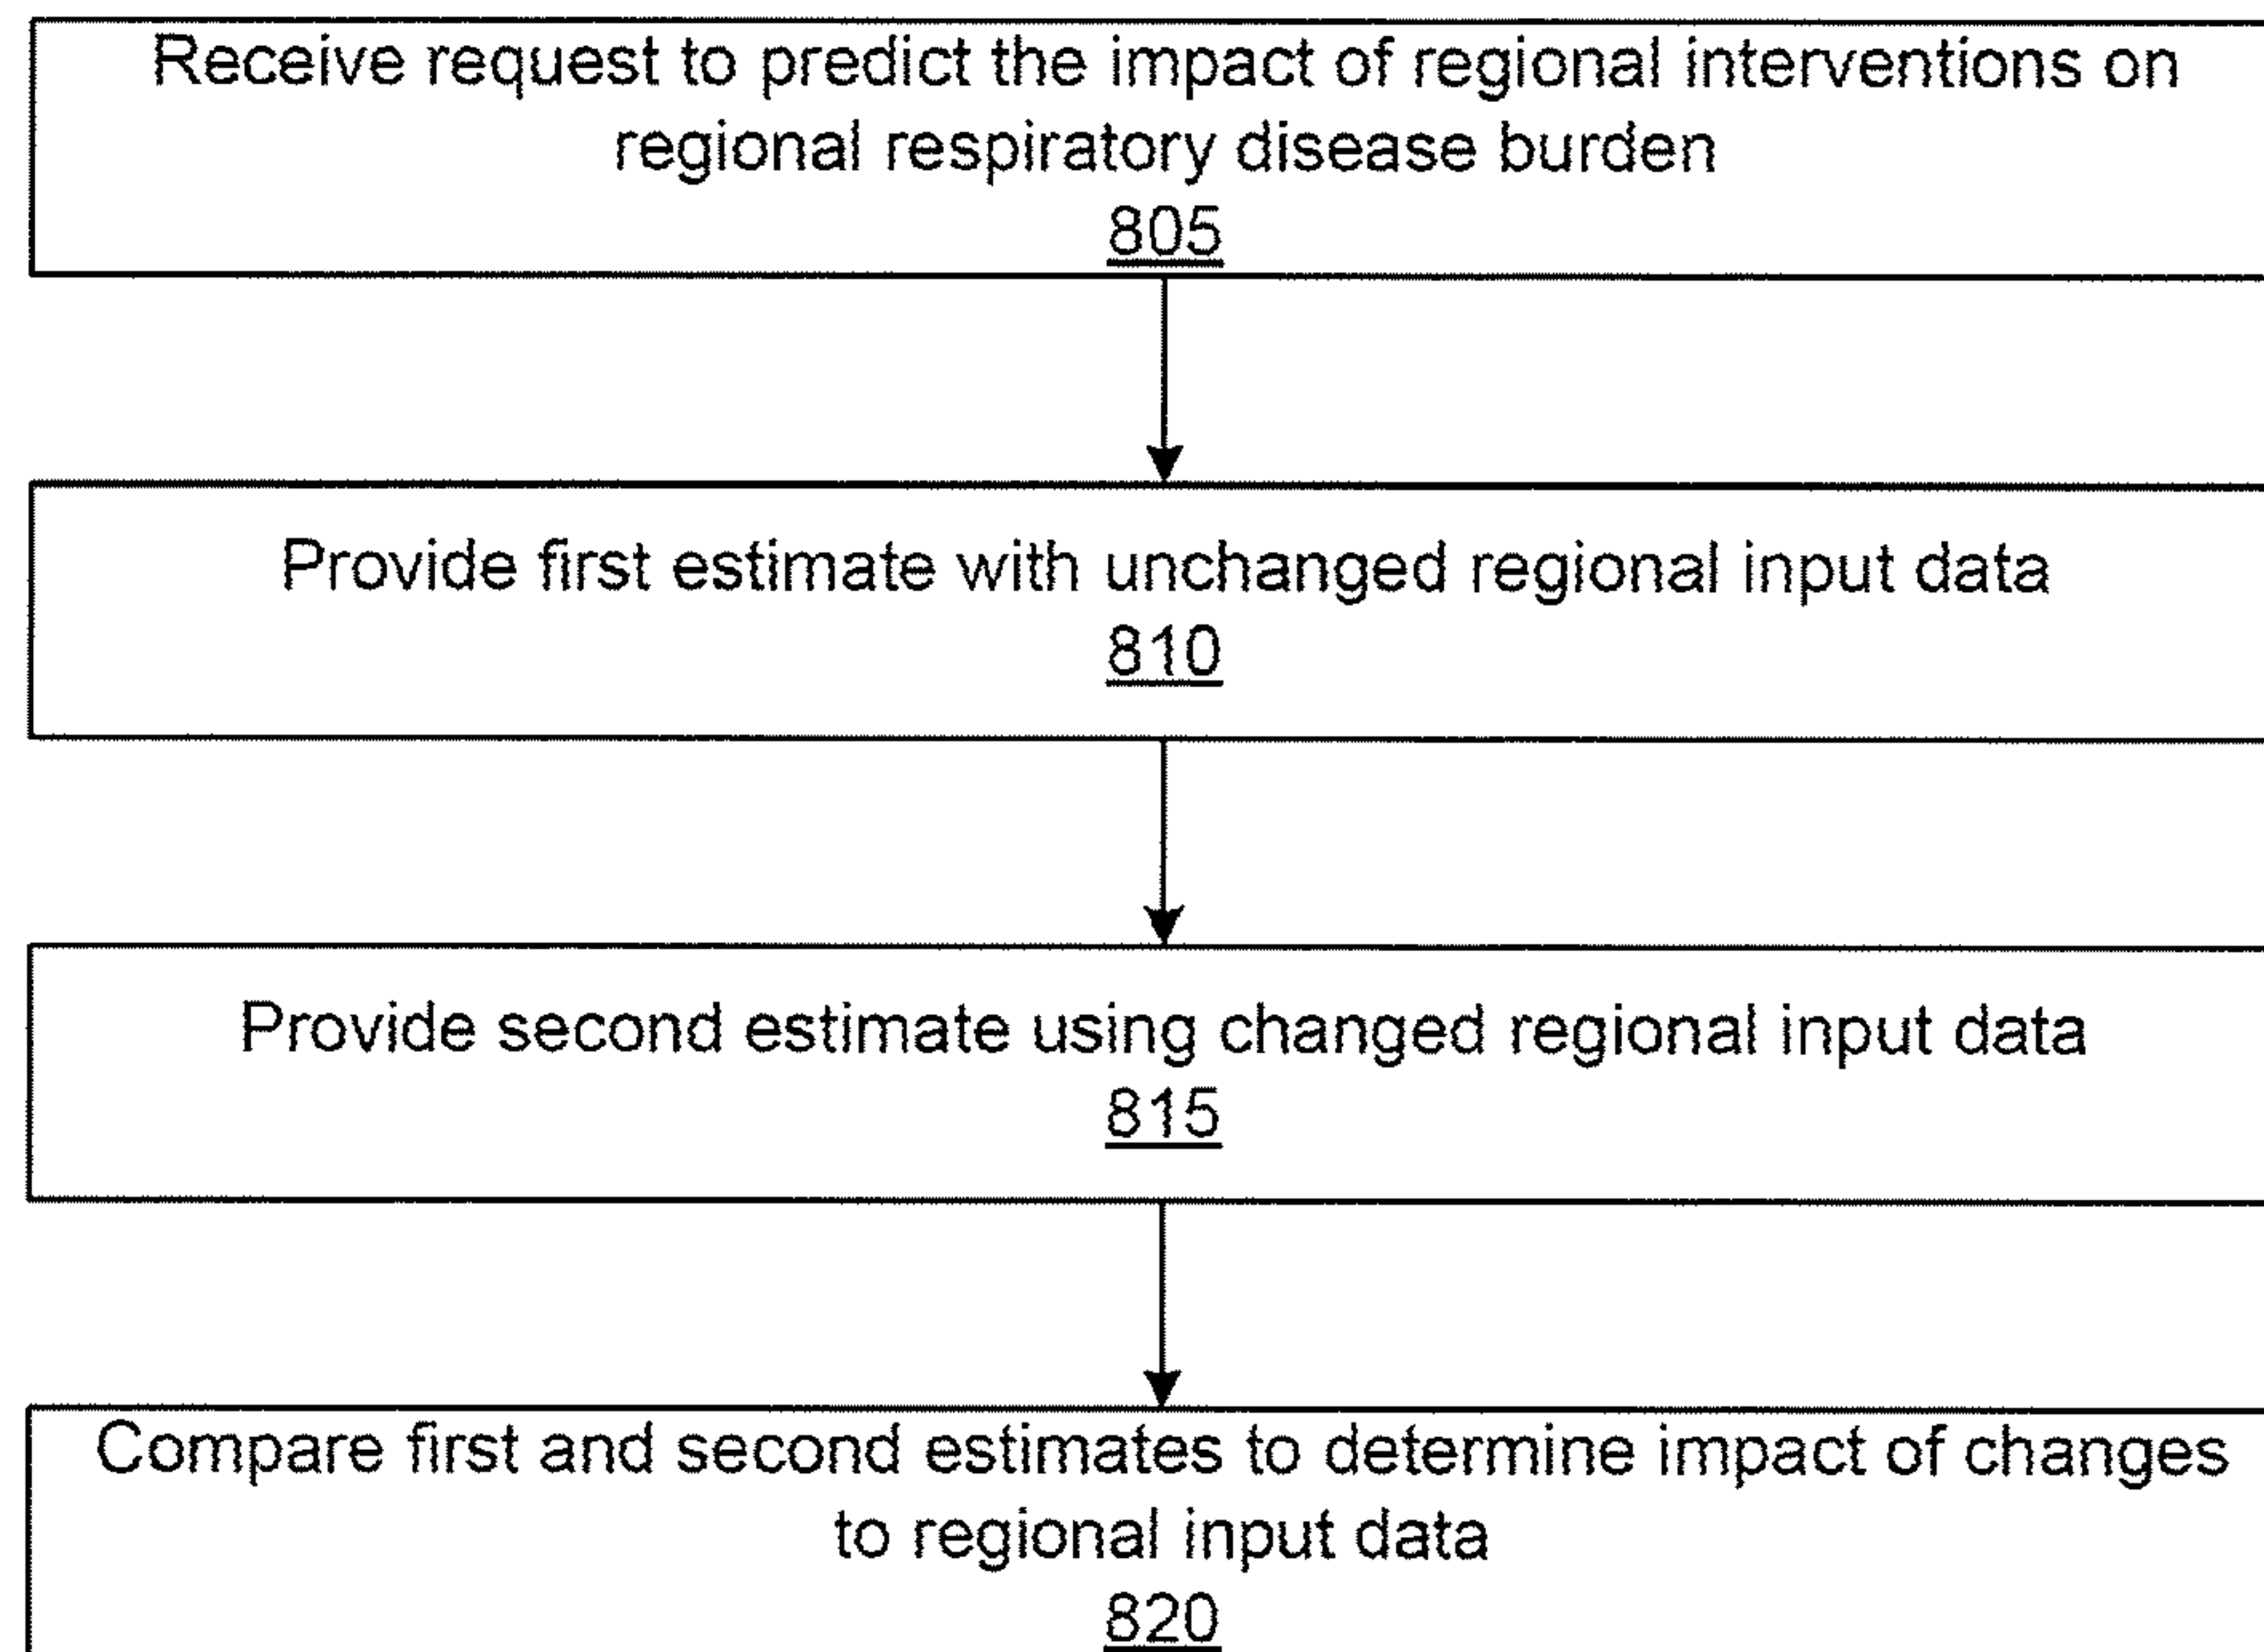 Receive request to predict the impact of regional interventions on
regional respiratory disease burden
805
Provide first estimate with unchanged regional input data
810
Provide second estimate using changed regional input data
815
Compare first and second estimates to determine impact of changes
to regional input data
820